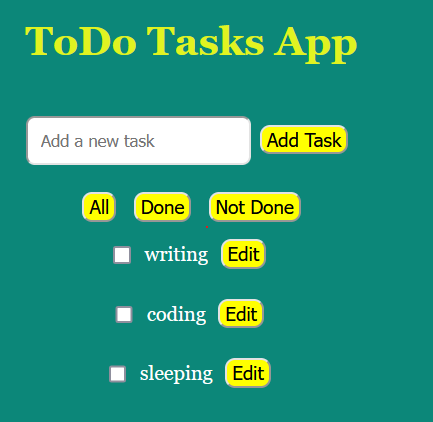 ToDo Tasks App
Add a new task Add Task
All Done Not Done
writing Edit
coding Edit
sleeping Edit